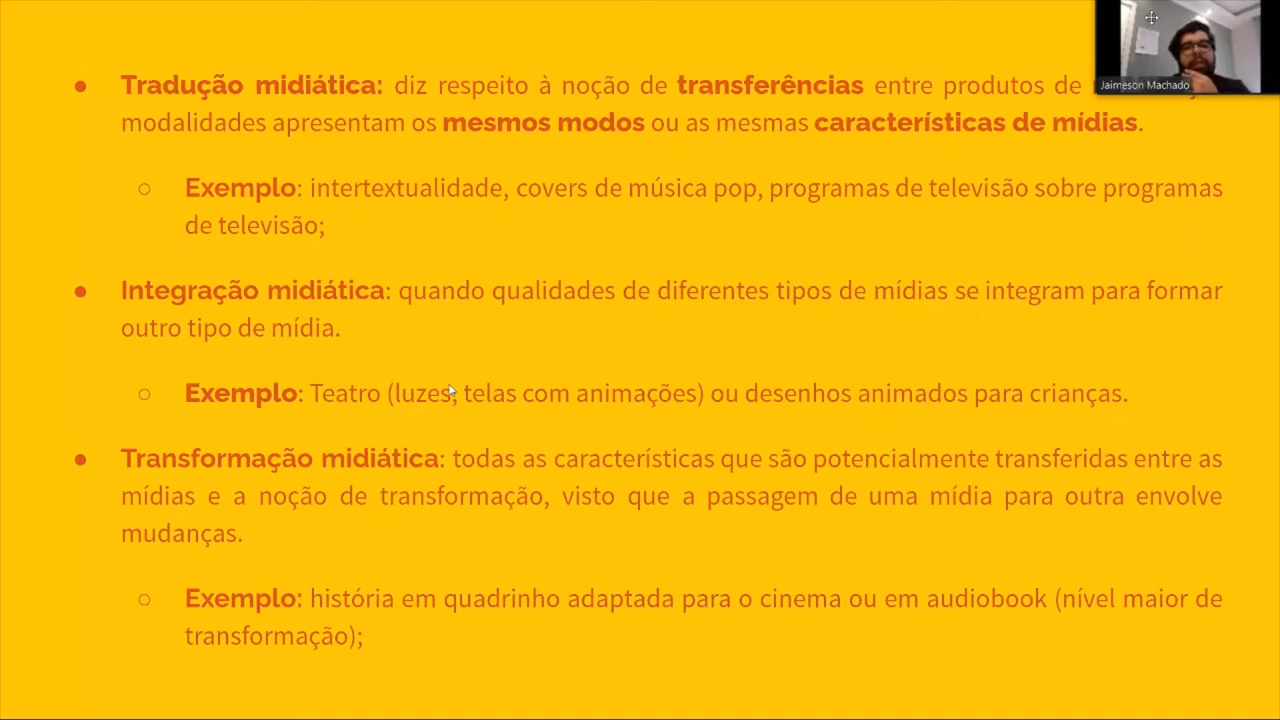 ● Tradução midiática: diz respeito à noção de transferências entre produtos de
modalidades apresentam os mesmos modos ou as mesmas características de mídias.
○ Exemplo: intertextualidade, covers de música pop, programas de televisão sobre programas
de televisão;
● Integração midiática: quando qualidades de diferentes tipos de mídias se integram para formar
outro tipo de mídia.
○ Exemplo: Teatro (luzes, telas com animações) ou desenhos animados para crianças.
● Transformação midiática: todas as características que são potencialmente transferidas entre as
mídias e a noção de transformação, visto que a passagem de uma mídia para outra envolve
mudanças.
○ Exemplo: história em quadrinho adaptada para o cinema ou em audiobook (nível maior de
transformação);
Jaimeson Machado